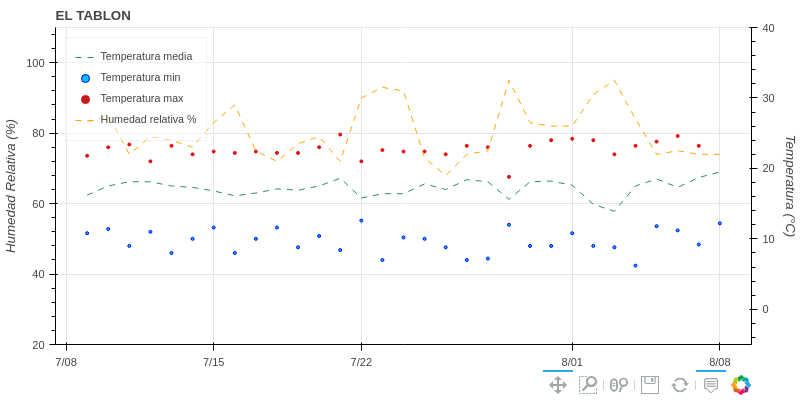 EL TABLON
Temperatura media
Temperatura min
Temperatura max
Humedad relativa %
Humedad Relativa (%)
100
80
60
40
20
Temperatura (°C)
40
30
20
10
0
7/08
7/15
7/22
8/01
8/08